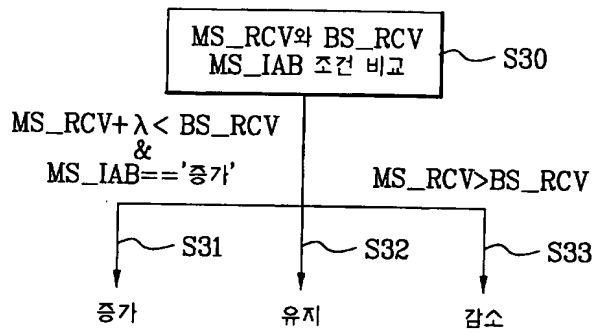 MS_RCV와 BS_RCV
MS_IAB 조건 비교
S30
MS_RCV+λ< BS_RCV
&
MS_IAB=='증가'
MS_RCV>BS_RCV
S31
S32
S33
증가
유지
감소